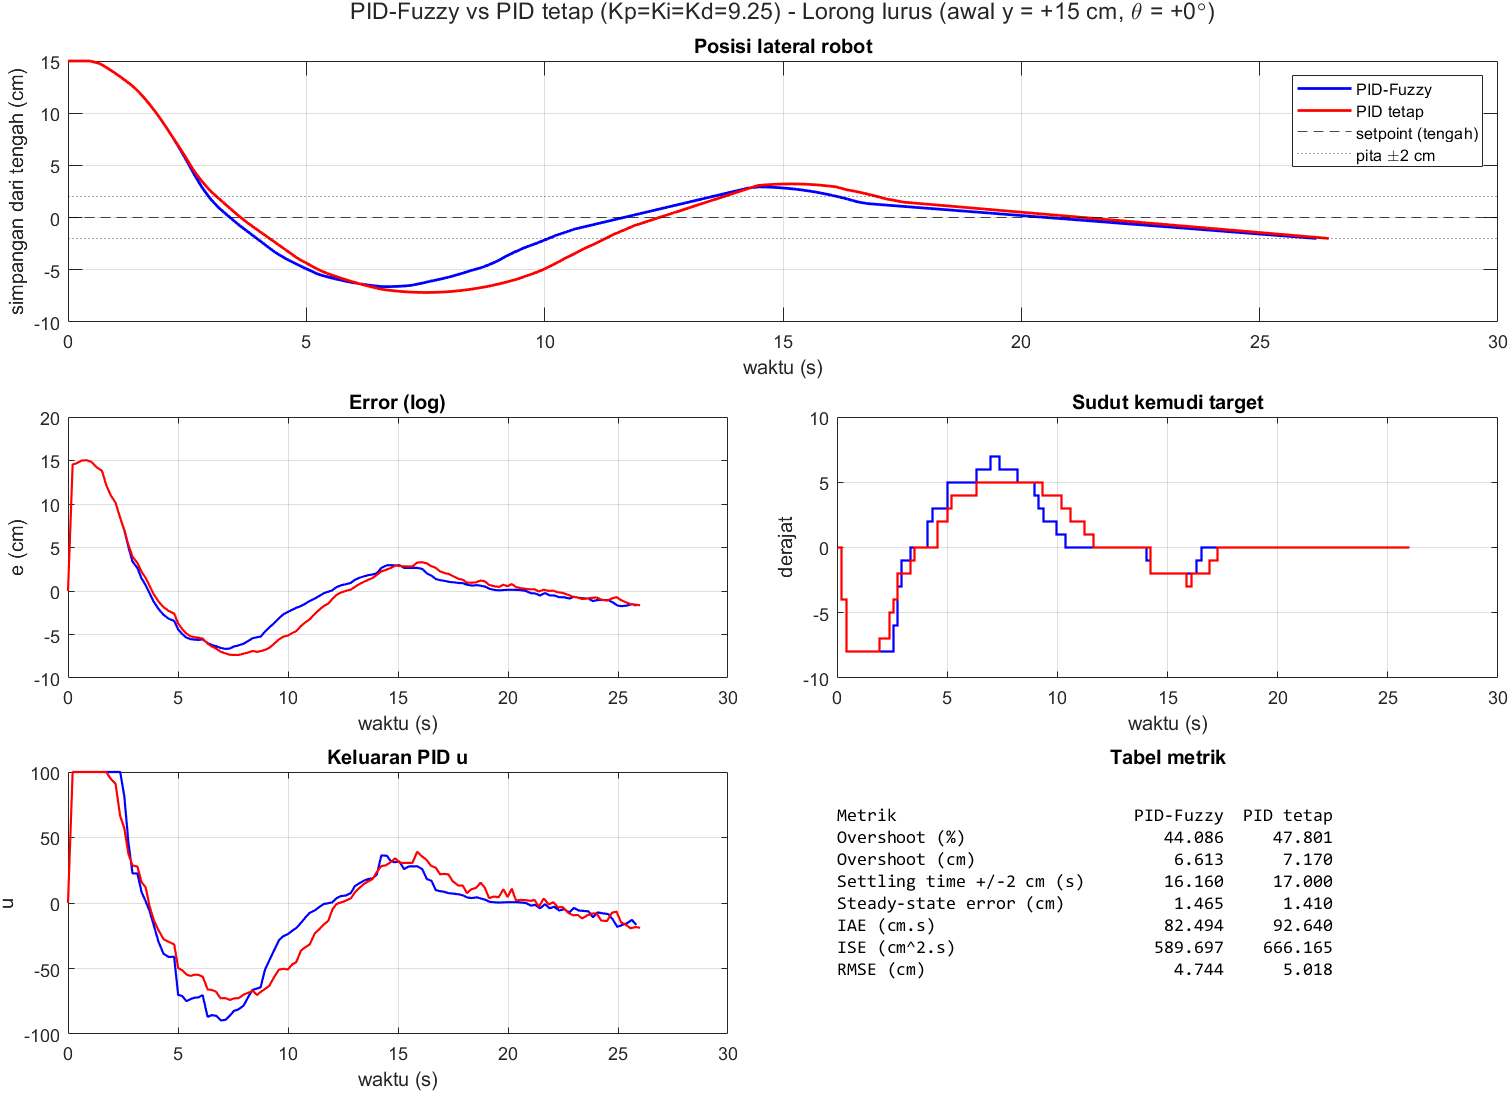 PID-Fuzzy vs PID tetap (Kp=Ki=Kd=9.25) - Lorong lurus (awal y = +15 cm, θ = +0°)
Posisi lateral robot
simpangan dari tengah (cm)
15
10
5
0
-5
-10
0 5 10 15 20 25 30
waktu (s)
PID-Fuzzy
PID tetap
setpoint (tengah)
pita ±2 cm
Error (log)
e (cm)
20
15
10
5
0
-5
-10
0 5 10 15 20 25 30
waktu (s)
Sudut kemudi target
derajat
10
5
0
-5
-10
0 5 10 15 20 25 30
waktu (s)
Keluaran PID u
u
100
50
0
-50
-100
0 5 10 15 20 25 30
waktu (s)
Tabel metrik
Metrik PID-Fuzzy PID tetap
Overshoot (%) 44.086 47.801
Overshoot (cm) 6.613 7.170
Settling time +/-2 cm (s) 16.160 17.000
Steady-state error (cm) 1.465 1.410
IAE (cm.s) 82.494 92.640
ISE (cm^2.s) 589.697 666.165
RMSE (cm) 4.744 5.018